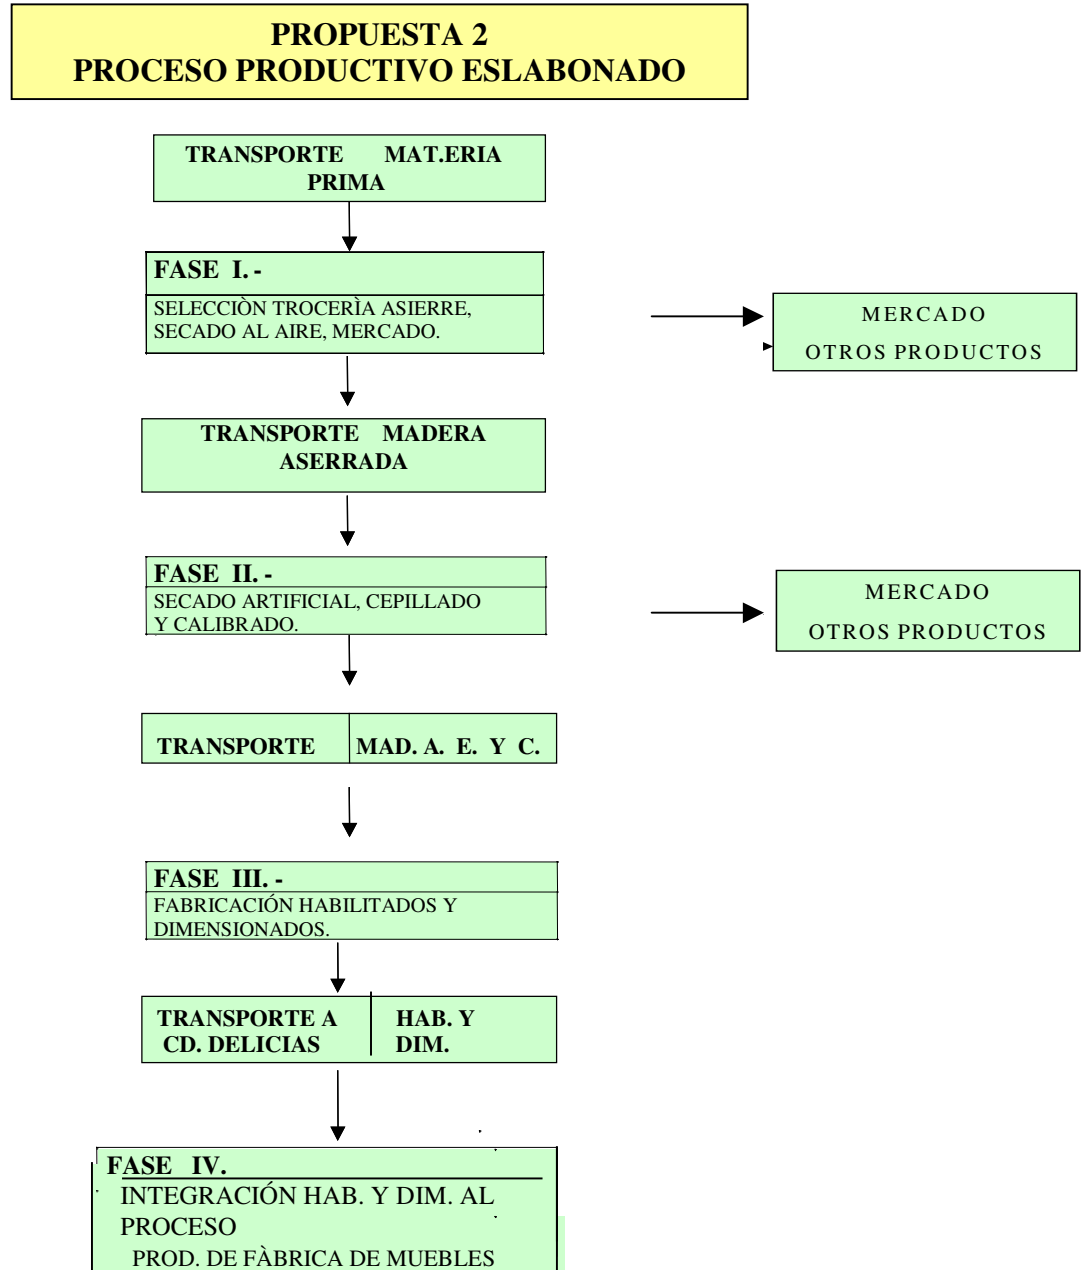 PROPUESTA 2
PROCESO PRODUCTIVO ESLABONADO
TRANSPORTE MAT.ERIA
PRIMA
FASE I. -
SELECCIÒN TROCERÌA ASIERRE,
SECADO AL AIRE, MERCADO.
MERCADO
OTROS PRODUCTOS
TRANSPORTE MADERA
ASERRADA
FASE II. -
SECADO ARTIFICIAL, CEPILLADO
Y CALIBRADO.
MERCADO
OTROS PRODUCTOS
TRANSPORTE MAD. A. E. Y C.
FASE III. -
FABRICACIÓN HABILITADOS Y
DIMENSIONADOS.
TRANSPORTE A HAB. Y
CD. DELICIAS DIM.
FASE IV.
INTEGRACIÓN HAB. Y DIM. AL
PROCESO
PROD. DE FÀBRICA DE MUEBLES